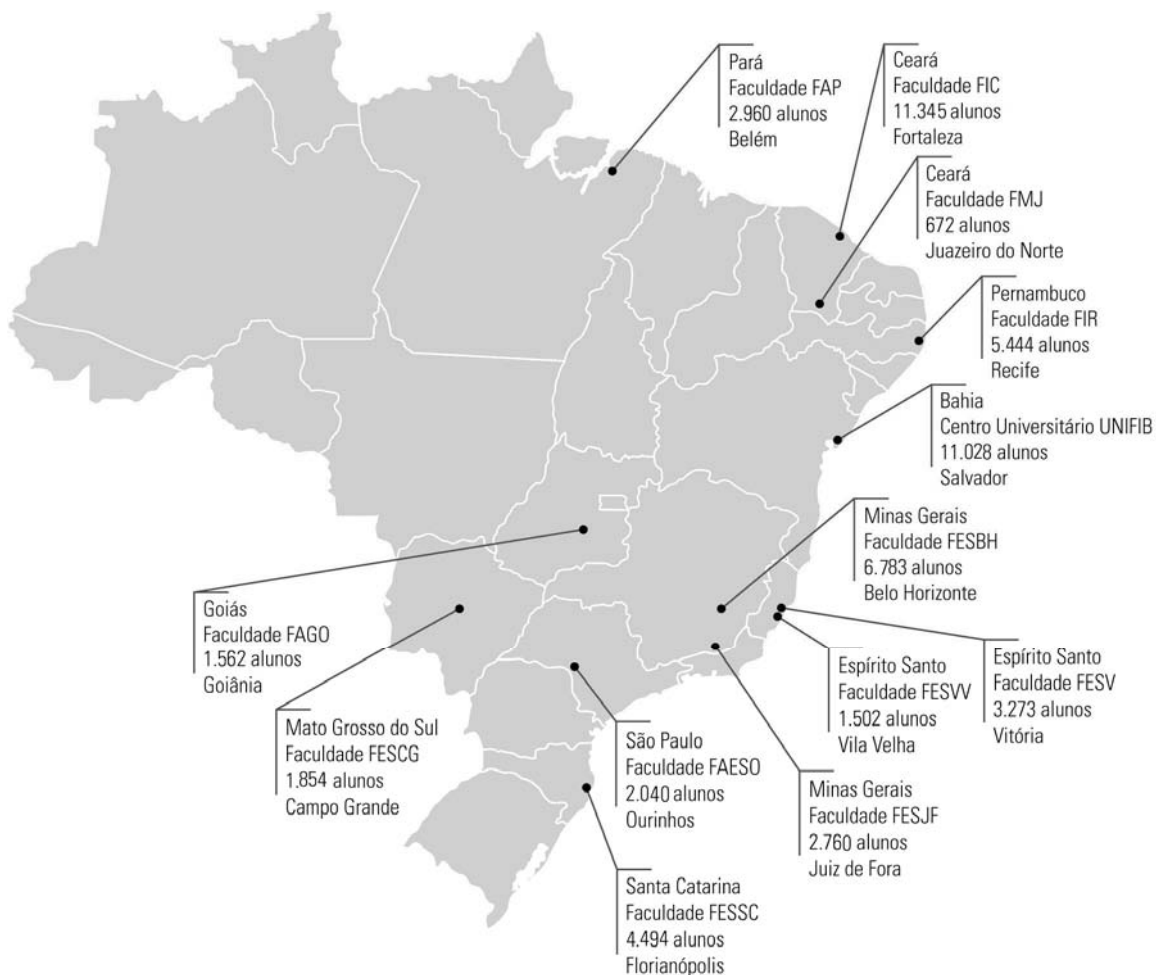 Pará
Faculdade FAP
2.960 alunos
Belém
Ceará
Faculdade FIC
11.345 alunos
Fortaleza
Ceará
Faculdade FMJ
672 alunos
Juazeiro do Norte
Pernambuco
Faculdade FIR
5.444 alunos
Recife
Bahia
Centro Universitário UNIFIB
11.028 alunos
Salvador
Minas Gerais
Faculdade FESBH
6.783 alunos
Belo Horizonte
Goiás
Faculdade FAGO
1.562 alunos
Goiânia
Espírito Santo
Faculdade FESVV
1.502 alunos
Vila Velha
Espírito Santo
Faculdade FESV
3.273 alunos
Vitória
Mato Grosso do Sul
Faculdade FESCG
1.854 alunos
Campo Grande
São Paulo
Faculdade FAESO
2.040 alunos
Ourinhos
Minas Gerais
Faculdade FESJF
2.760 alunos
Juiz de Fora
Santa Catarina
Faculdade FESSC
4.494 alunos
Florianópolis